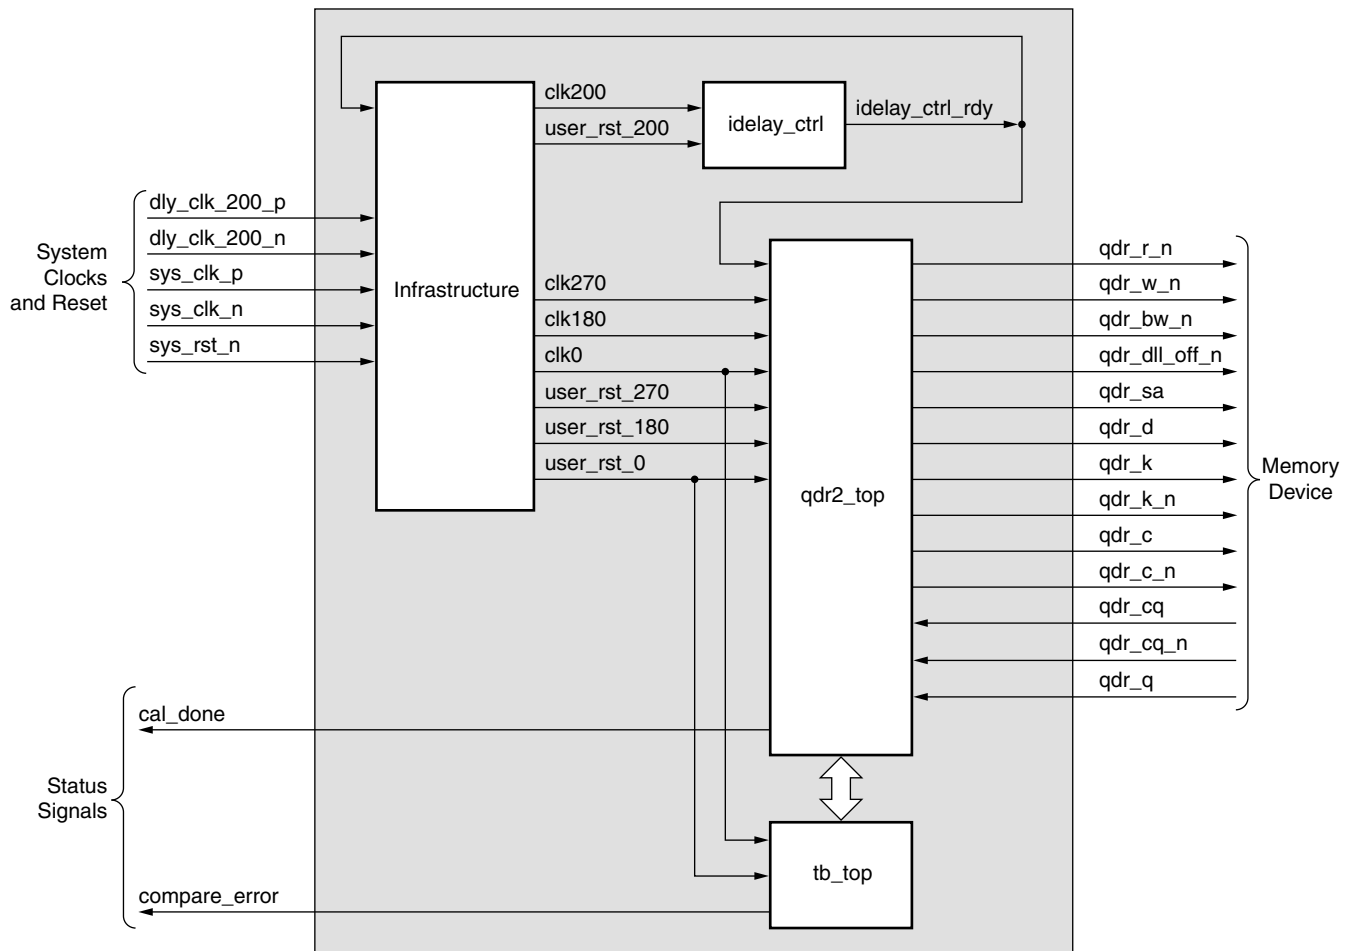 clk200
user_rst_200
idelay_ctrl
idelay_ctrl_rdy
System
Clocks
and Reset
dly_clk_200_p
dly_clk_200_n
sys_clk_p
sys_clk_n
sys_rst_n
Infrastructure
clk270
clk180
clk0
user_rst_270
user_rst_180
user_rst_0
qdr2_top
qdr_r_n
qdr_w_n
qdr_bw_n
qdr_dll_off_n
qdr_sa
qdr_d
qdr_k
qdr_k_n
qdr_c
qdr_c_n
qdr_cq
qdr_cq_n
qdr_q
Memory
Device
Status
Signals
cal_done
compare_error
tb_top